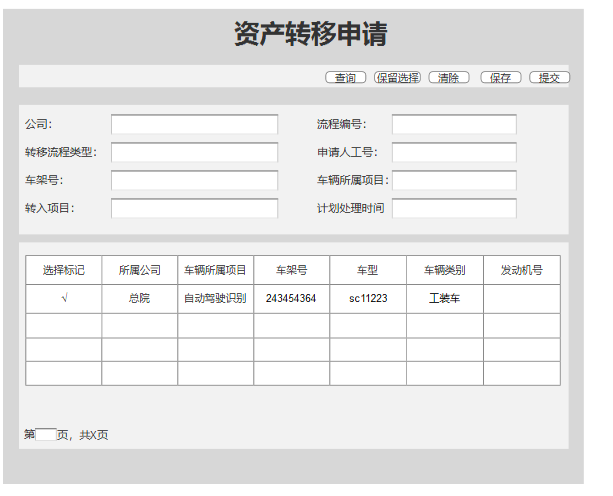 资产转移申请
查询 保留选择 清除 保存 提交
公司: 流程编号:
转移流程类型: 申请人工号:
车架号: 车辆所属项目:
转入项目: 计划处理时间
选择标记 所属公司 车辆所属项目 车架号 车型 车辆类别 发动机号
√ 总院 自动驾驶识别 243454364 sc11223 工装车
第 页，共X页